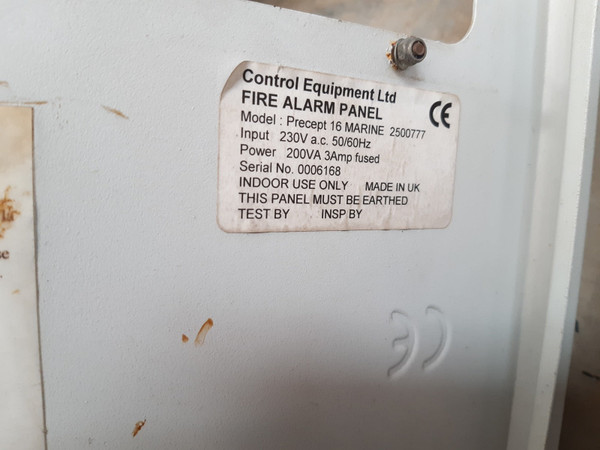 Control Equipment Ltd
FIRE ALARM PANEL
CE
Model : Precept 16 MARINE 2500777
Input 230V a.c. 50/60Hz
Power 200VA 3Amp fused
Serial No. 0006168
INDOOR USE ONLY MADE IN UK
THIS PANEL MUST BE EARTHED
TEST BY INSP BY